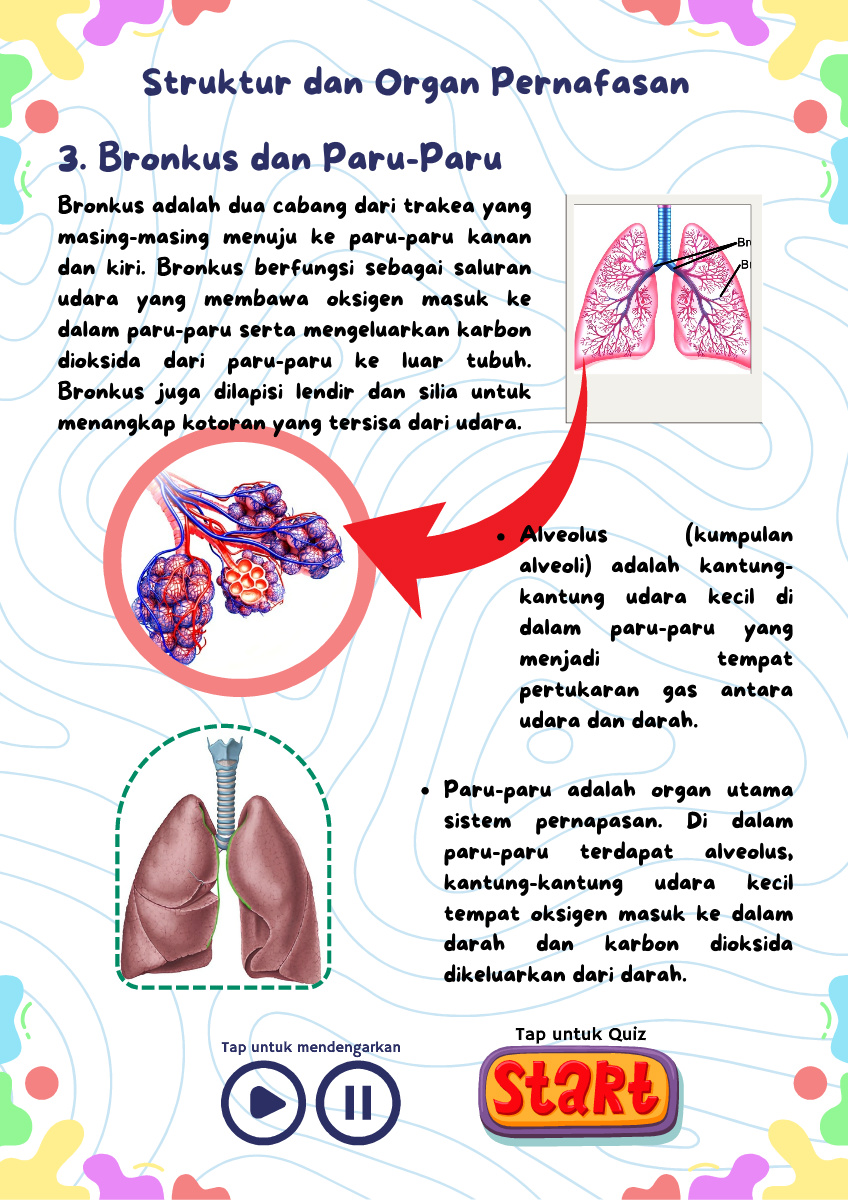 Struktur dan Organ Pernafasan
3. Bronkus dan Paru-Paru
Bronkus adalah dua cabang dari trakea yang
masing-masing menuju ke paru-paru kanan
dan kiri. Bronkus berfungsi sebagai saluran
udara yang membawa oksigen masuk ke
dalam paru-paru serta mengeluarkan karbon
dioksida dari paru-paru ke luar tubuh.
Bronkus juga dilapisi lendir dan silia untuk
menangkap kotoran yang tersisa dari udara.
• Alveolus (kumpulan
alveoli) adalah kantung-
kantung udara kecil di
dalam paru-paru yang
menjadi tempat
pertukaran gas antara
udara dan darah.
• Paru-paru adalah organ utama
sistem pernapasan. Di dalam
paru-paru terdapat alveolus,
kantung-kantung udara kecil
tempat oksigen masuk ke dalam
darah dan karbon dioksida
dikeluarkan dari darah.
Tap untuk mendengarkan
Tap untuk Quiz
START